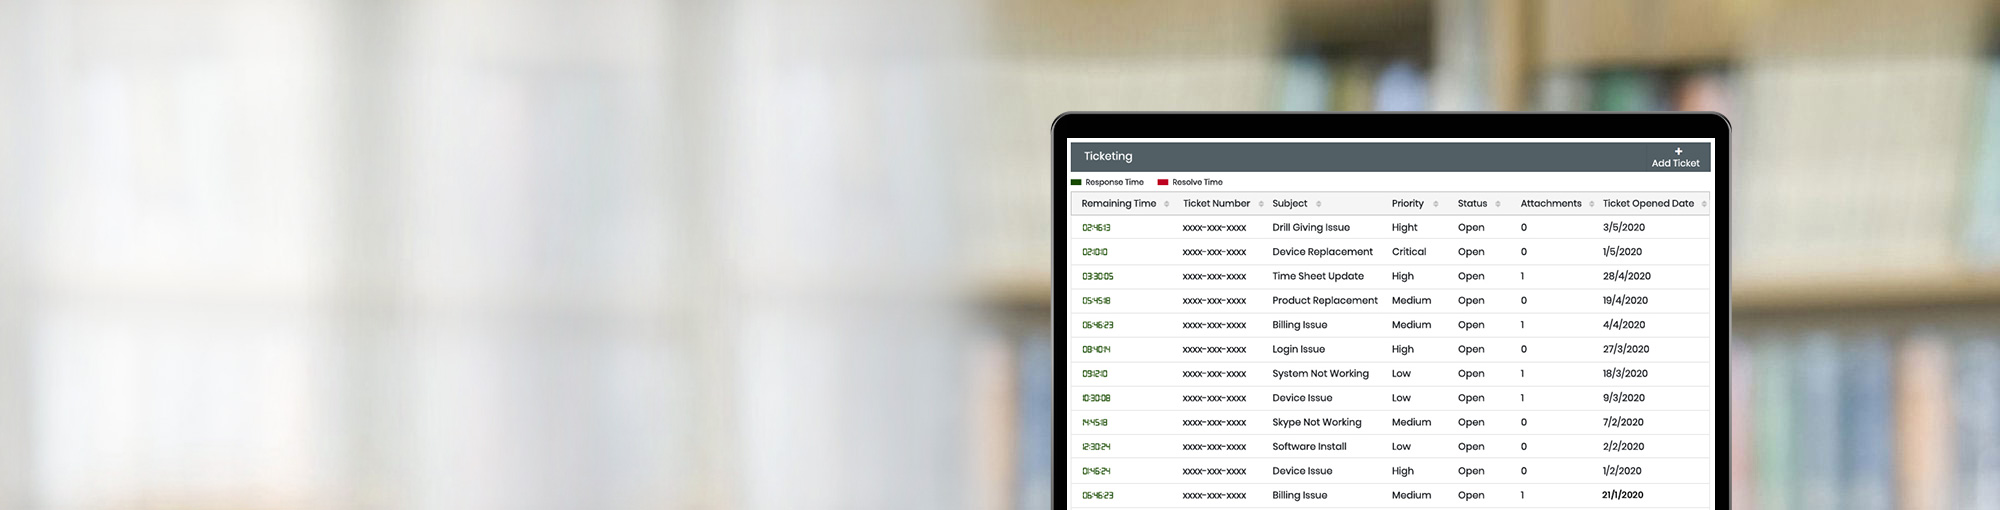 Ticketing
Add Ticket
Response Time Resolve Time
Remaining Time Ticket Number Subject Priority Status Attachments Ticket Opened Date
02:46:13 xxxx-xxx-xxxx Drill Giving Issue Hight Open 0 3/5/2020
02:10:10 xxxx-xxx-xxxx Device Replacement Critical Open 0 1/5/2020
03:30:05 xxxx-xxx-xxxx Time Sheet Update High Open 1 28/4/2020
05:45:18 xxxx-xxx-xxxx Product Replacement Medium Open 0 19/4/2020
06:46:23 xxxx-xxx-xxxx Billing Issue Medium Open 1 4/4/2020
08:40:14 xxxx-xxx-xxxx Login Issue High Open 0 27/3/2020
09:12:10 xxxx-xxx-xxxx System Not Working Low Open 1 18/3/2020
10:30:08 xxxx-xxx-xxxx Device Issue Low Open 1 9/3/2020
14:45:18 xxxx-xxx-xxxx Skype Not Working Medium Open 0 7/2/2020
12:30:24 xxxx-xxx-xxxx Software Install Low Open 0 2/2/2020
01:46:24 xxxx-xxx-xxxx Device Issue High Open 0 1/2/2020
06:46:23 xxxx-xxx-xxxx Billing Issue Medium Open 1 21/1/2020